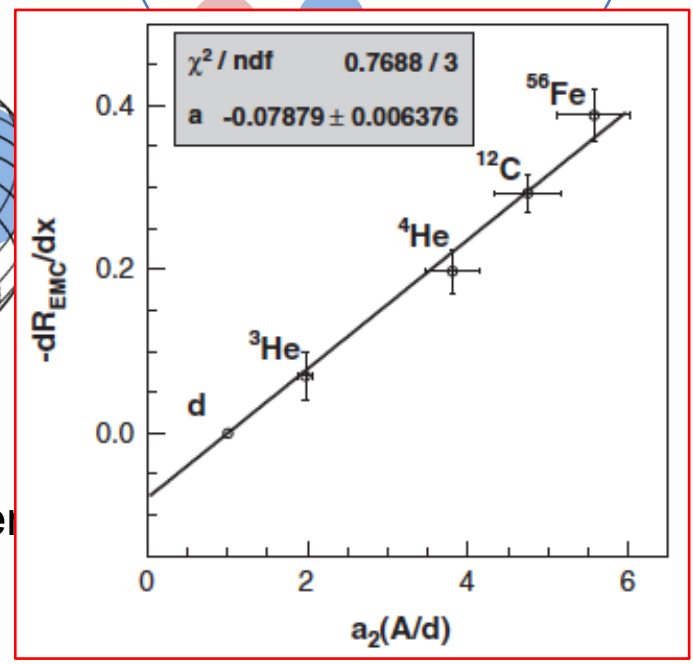 χ² / ndf 0.7688 / 3
a -0.07879 ± 0.006376
⁵⁶Fe
¹²C
⁴He
³He
d
0.4
0.2
0.0
-dR_EMC/dx
0 2 4 6
a₂(A/d)